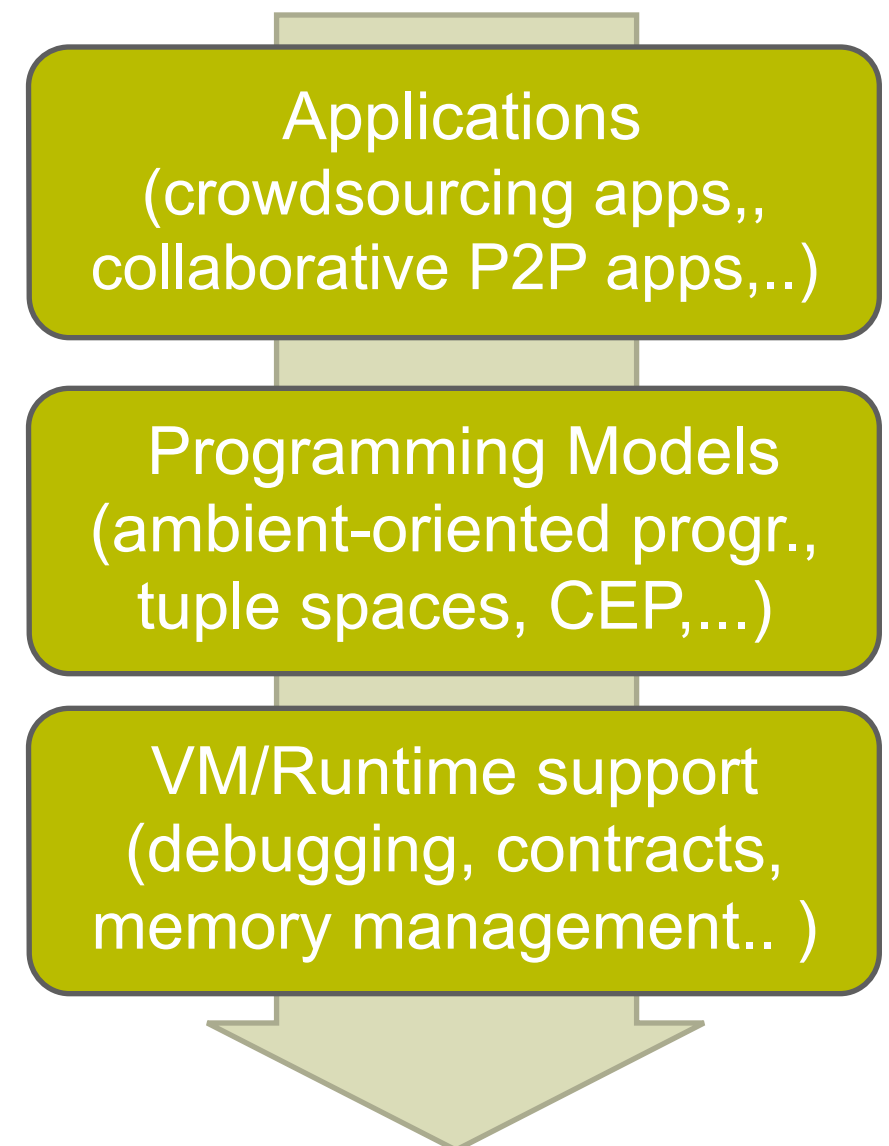 Applications
(crowdsourcing apps,,
collaborative P2P apps,..)
Programming Models
(ambient-oriented progr.,
tuple spaces, CEP,...)
VM/Runtime support
(debugging, contracts,
memory management.. )